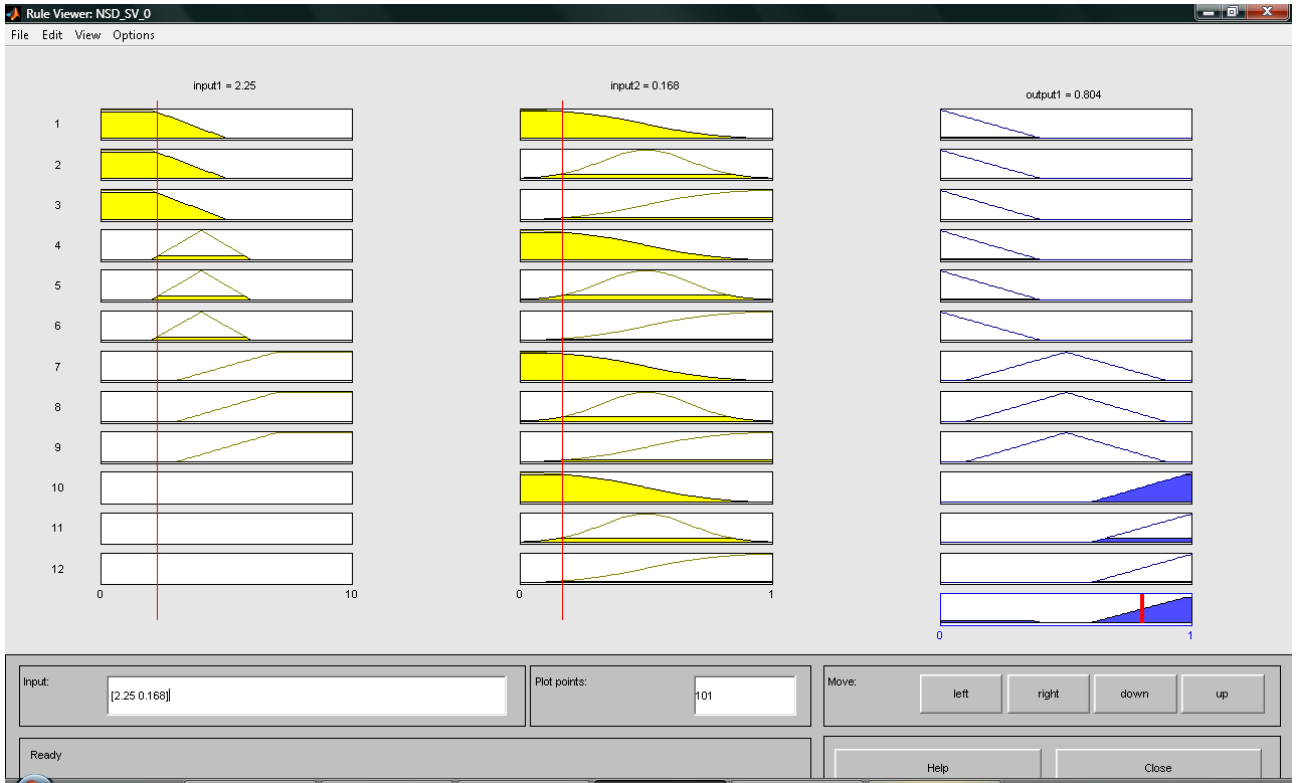 Rule Viewer: NSD_SV_0
File Edit View Options
input1 = 2.25
input2 = 0.168
output1 = 0.804
1
2
3
4
5
6
7
8
9
10
11
12
0 10
0 1
0 1
Input:
[2.25 0.168]
Plot points:
101
Move:
left right down up
Ready
Help Close